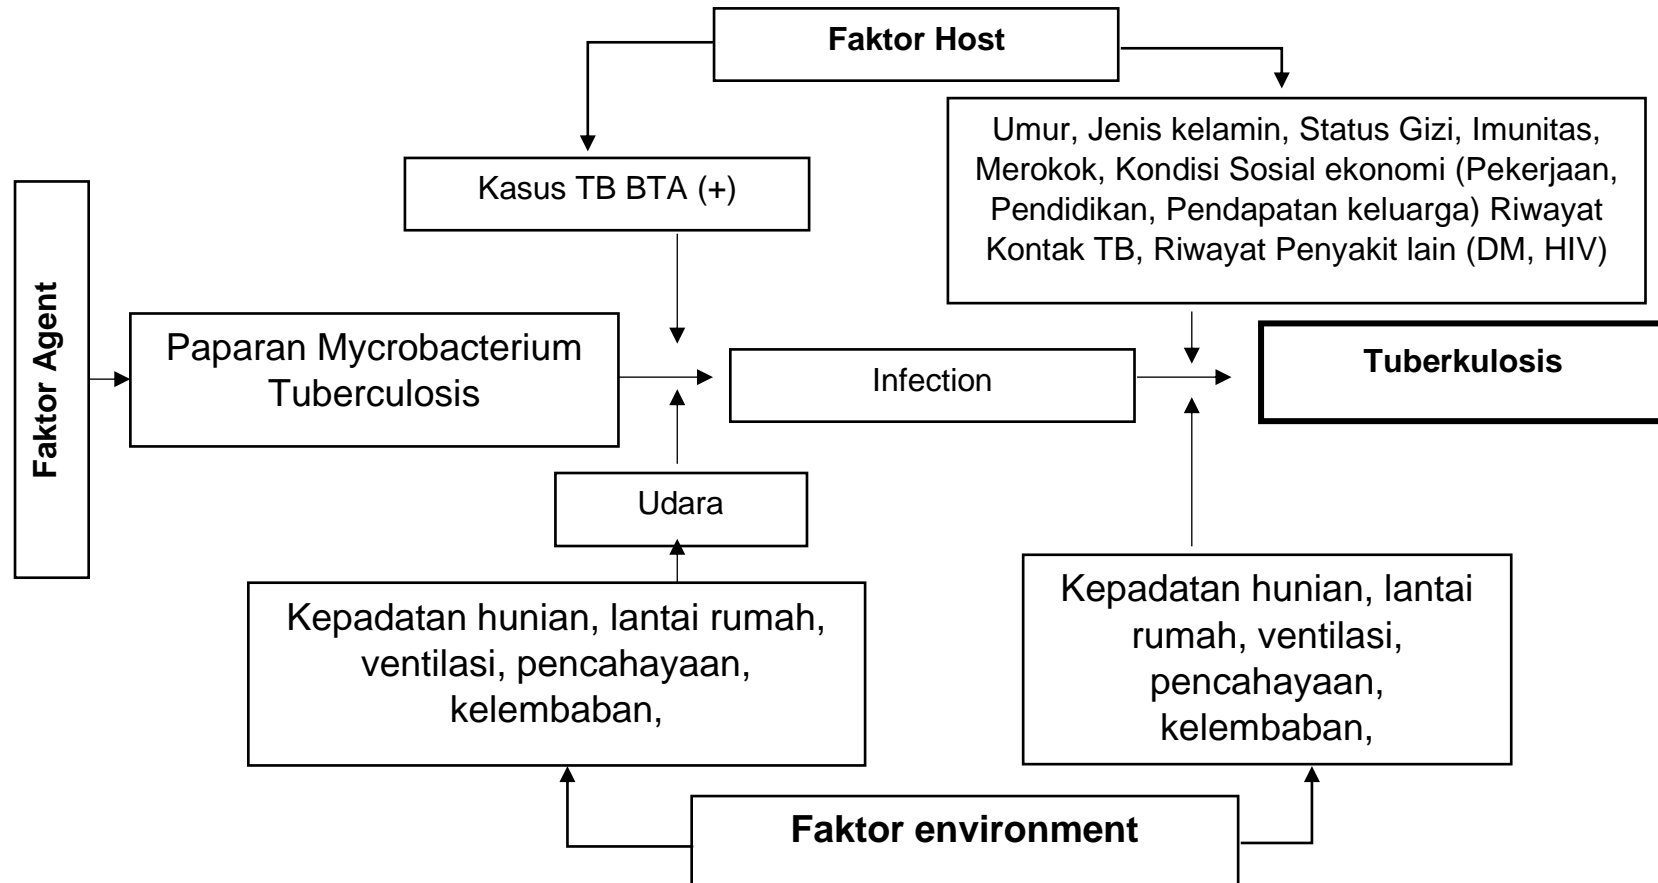 Faktor Host
Umur, Jenis kelamin, Status Gizi, Imunitas,
Merokok, Kondisi Sosial ekonomi (Pekerjaan,
Pendidikan, Pendapatan keluarga) Riwayat
Kontak TB, Riwayat Penyakit lain (DM, HIV)
Kasus TB BTA (+)
Faktor Agent
Paparan Mycrobacterium
Tuberculosis
Infection
Tuberkulosis
Udara
Kepadatan hunian, lantai rumah,
ventilasi, pencahayaan,
kelembaban,
Kepadatan hunian, lantai
rumah, ventilasi,
pencahayaan,
kelembaban,
Faktor environment